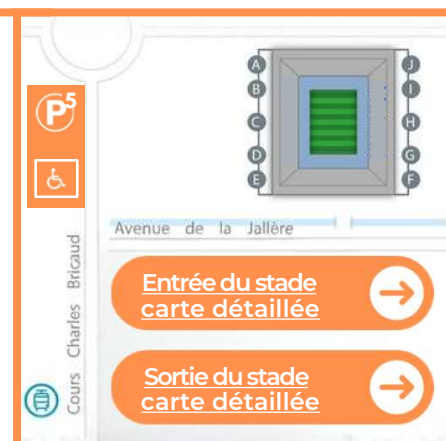 A
J
B
I
C
H
D
G
E
F
P5
Avenue de la Jallère
Cours Charles Bricaud
Entrée du stade
carte détaillée
Sortie du stade
carte détaillée